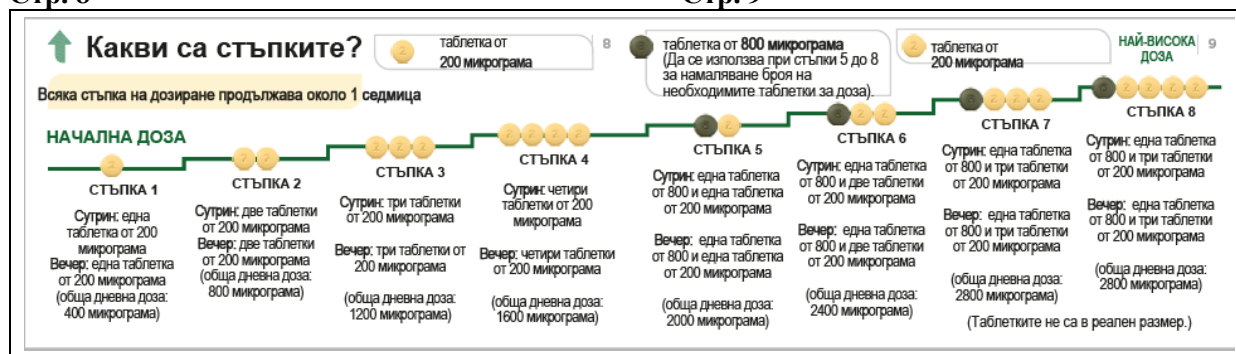 Стр. 8
Стр. 9
Какви са стъпките?
таблетка от
200 микрограма
8
таблетка от 800 микрограма
(Да се използва при стъпки 5 до 8
за намаляване броя на
необходимите таблетки за доза).
таблетка от
200 микрограма
НАЙ-ВИСОКА
ДОЗА
9
Всяка стъпка на дозиране продължава около 1 седмица
НАЧАЛНА ДОЗА
СТЪПКА 1
Сутрин: една
таблетка от 200
микрограма
Вечер: една таблетка
от 200 микрограма
(обща дневна доза:
400 микрограма)
СТЪПКА 2
Сутрин: две таблетки
от 200 микрограма
Вечер: две таблетки
от 200 микрограма
(обща дневна доза:
800 микрограма)
СТЪПКА 3
Сутрин: три таблетки
от 200 микрограма
Вечер: три таблетки от
200 микрограма
(обща дневна доза:
1200 микрограма)
СТЪПКА 4
Сутрин: четири
таблетки от 200
микрограма
Вечер: четири таблетки
от 200 микрограма
(обща дневна доза:
1600 микрограма)
СТЪПКА 5
Сутрин: една таблетка
от 800 и една таблетка
от 200 микрограма
Вечер: една таблетка
от 800 и една таблетка
от 200 микрограма
(обща дневна доза:
2000 микрограма)
СТЪПКА 6
Сутрин: една таблетка
от 800 и две таблетки
от 200 микрограма
Вечер: една таблетка
от 800 и две таблетки
от 200 микрограма
(обща дневна доза:
2400 микрограма)
СТЪПКА 7
Сутрин: една таблетка
от 800 и три таблетки
от 200 микрограма
Вечер: една таблетка
от 800 и три таблетки
от 200 микрограма
(обща дневна доза:
2800 микрограма)
СТЪПКА 8
Сутрин: една таблетка
от 800 и три таблетки
от 200 микрограма
Вечер: една таблетка
от 800 и три таблетки
от 200 микрограма
(обща дневна доза:
2800 микрограма)
(Таблетките не са в реален размер.)